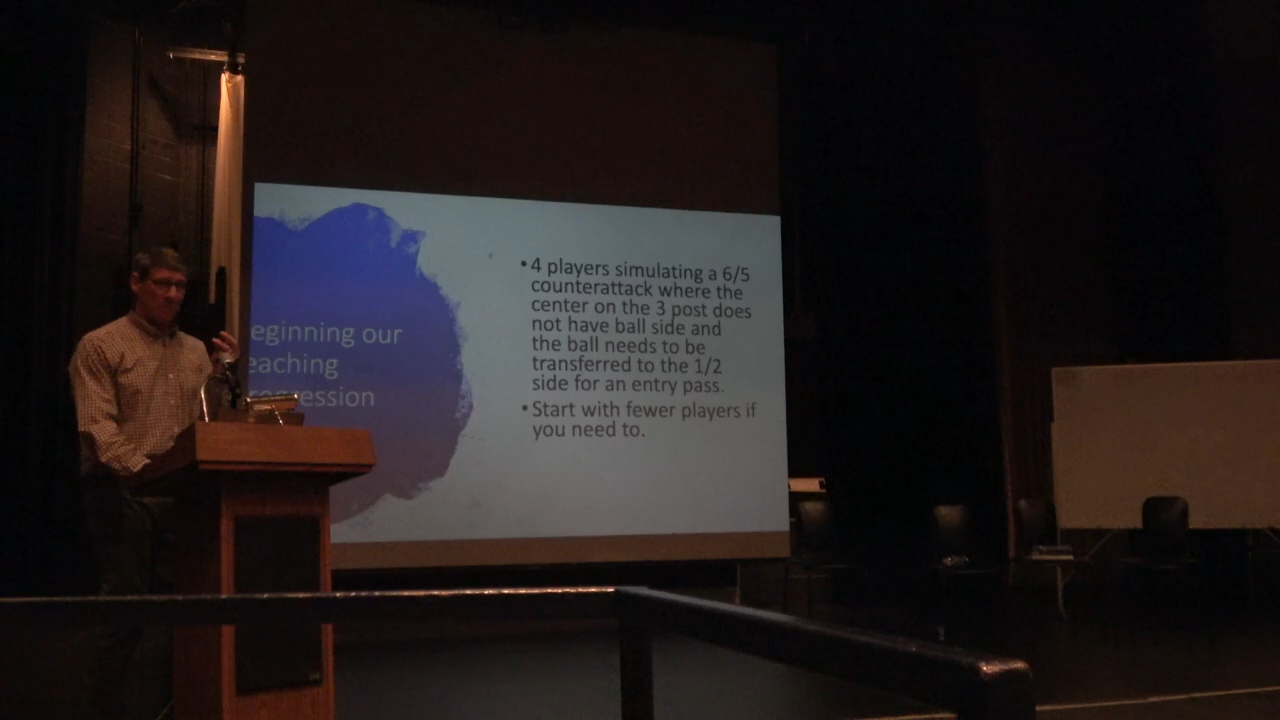 eginning our
eaching
ression
• 4 players simulating a 6/5
counterattack where the
center on the 3 post does
not have ball side and
the ball needs to be
transferred to the 1/2
side for an entry pass.
• Start with fewer players if
you need to.